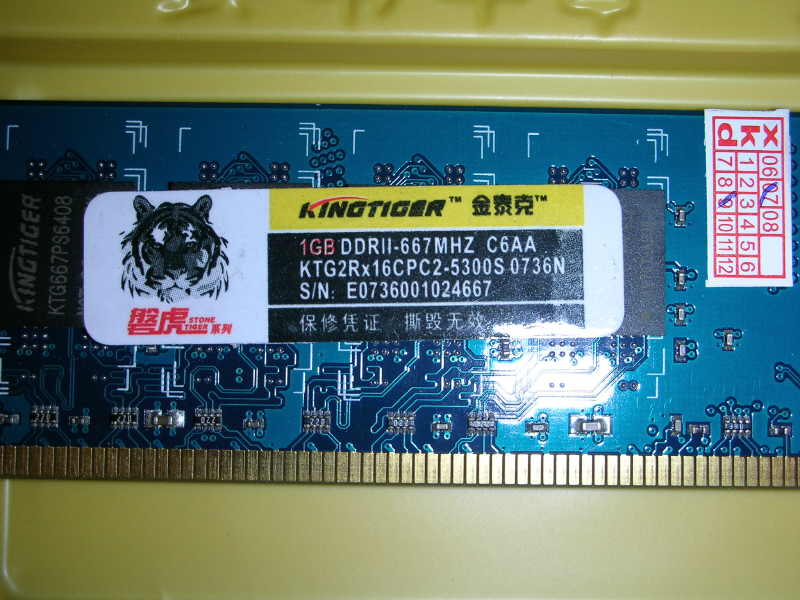 KINGTIGER™ 金泰克™
1GB DDRII-667MHZ C6AA
KTG2Rx16CPC2-5300S 0736N
S/N: E0736001024667
保修凭证 撕毁无效
磐虎 STONE TIGER 系列
KINGTIGER
KTG667PS6408
X 06 07 08
k 1 2 3 4 5 6
d 7 8 9 10 11 12